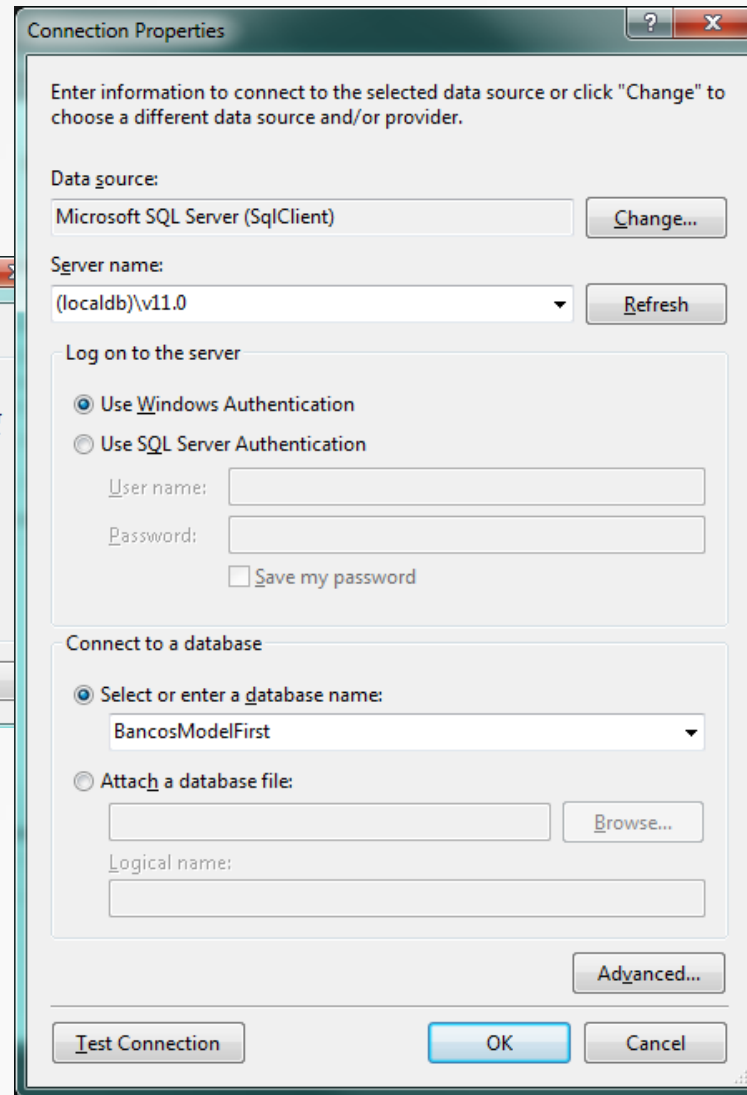 Connection Properties
Enter information to connect to the selected data source or click "Change" to
choose a different data source and/or provider.
Data source:
Microsoft SQL Server (SqlClient)
Change...
Server name:
(localdb)\v11.0
Refresh
Log on to the server
Use Windows Authentication
Use SQL Server Authentication
User name:
Password:
Save my password
Connect to a database
Select or enter a database name:
BancosModelFirst
Attach a database file:
Browse...
Logical name:
Advanced...
Test Connection
OK
Cancel